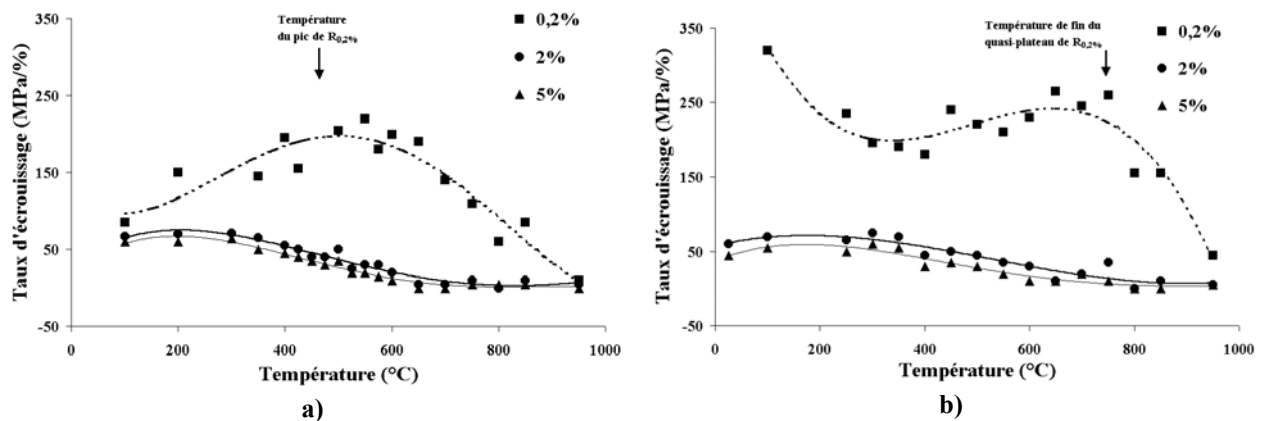 350
250
150
50
-50
0
200
400
600
800
1000
Taux d'écrouissage (MPa/%)
Température (°C)
Température
du pic de R0,2%
0,2%
2%
5%
a)
350
250
150
50
-50
0
200
400
600
800
1000
Taux d'écrouissage (MPa/%)
Température (°C)
Température de fin du
quasi-plateau de R0,2%
0,2%
2%
5%
b)